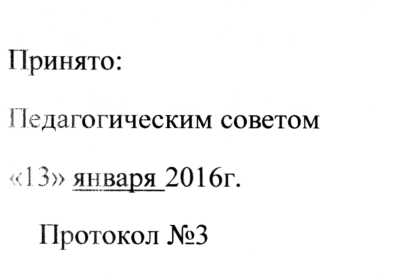 Принято:
Педагогическим советом
«13» января 2016г.
Протокол №3